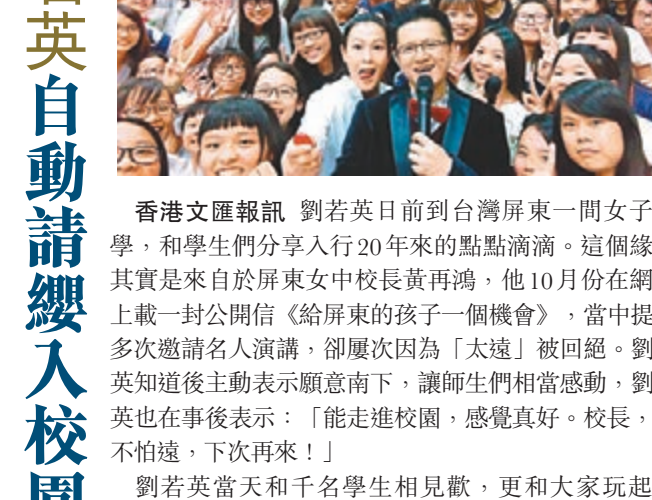 英自動請纓入校園
香港文匯報訊 劉若英日前到台灣屏東一間女子
學，和學生們分享入行20年來的點點滴滴。這個緣
其實是來自於屏東女中校長黃再鴻，他10月份在網
上載一封公開信《給屏東的孩子一個機會》，當中提
多次邀請名人演講，卻屢次因為「太遠」被回絕。劉
英知道後主動表示願意南下，讓師生們相當感動，劉
英也在事後表示：「能走進校園，感覺真好。校長，
不怕遠，下次再來！」
劉若英當天和千名學生相見歡，更和大家玩起